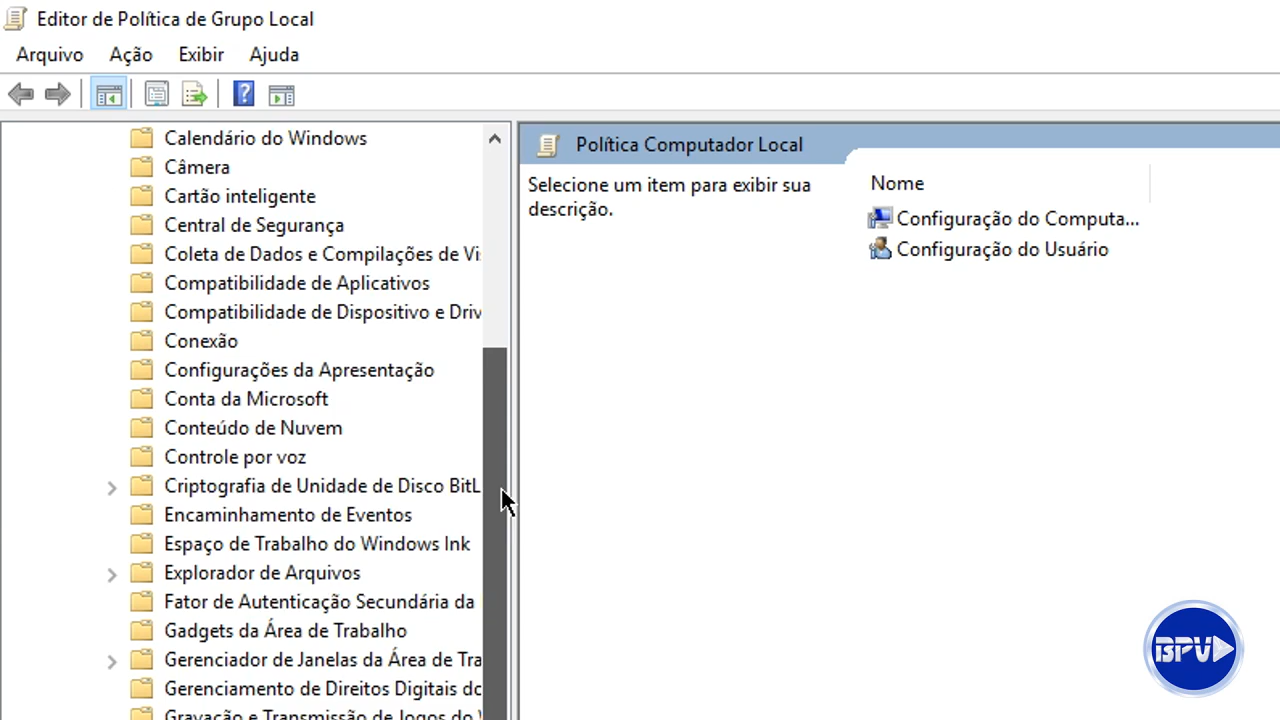 Editor de Política de Grupo Local
Arquivo Ação Exibir Ajuda
Calendário do Windows
Câmera
Cartão inteligente
Central de Segurança
Coleta de Dados e Compilações de Vi
Compatibilidade de Aplicativos
Compatibilidade de Dispositivo e Driv
Conexão
Configurações da Apresentação
Conta da Microsoft
Conteúdo de Nuvem
Controle por voz
Criptografia de Unidade de Disco BitL
Encaminhamento de Eventos
Espaço de Trabalho do Windows Ink
Explorador de Arquivos
Fator de Autenticação Secundária da
Gadgets da Área de Trabalho
Gerenciador de Janelas da Área de Tra
Gerenciamento de Direitos Digitais do
Gravação e Transmissão de Jogos do
Política Computador Local
Selecione um item para exibir sua
descrição.
Nome
Configuração do Computa...
Configuração do Usuário
BPV